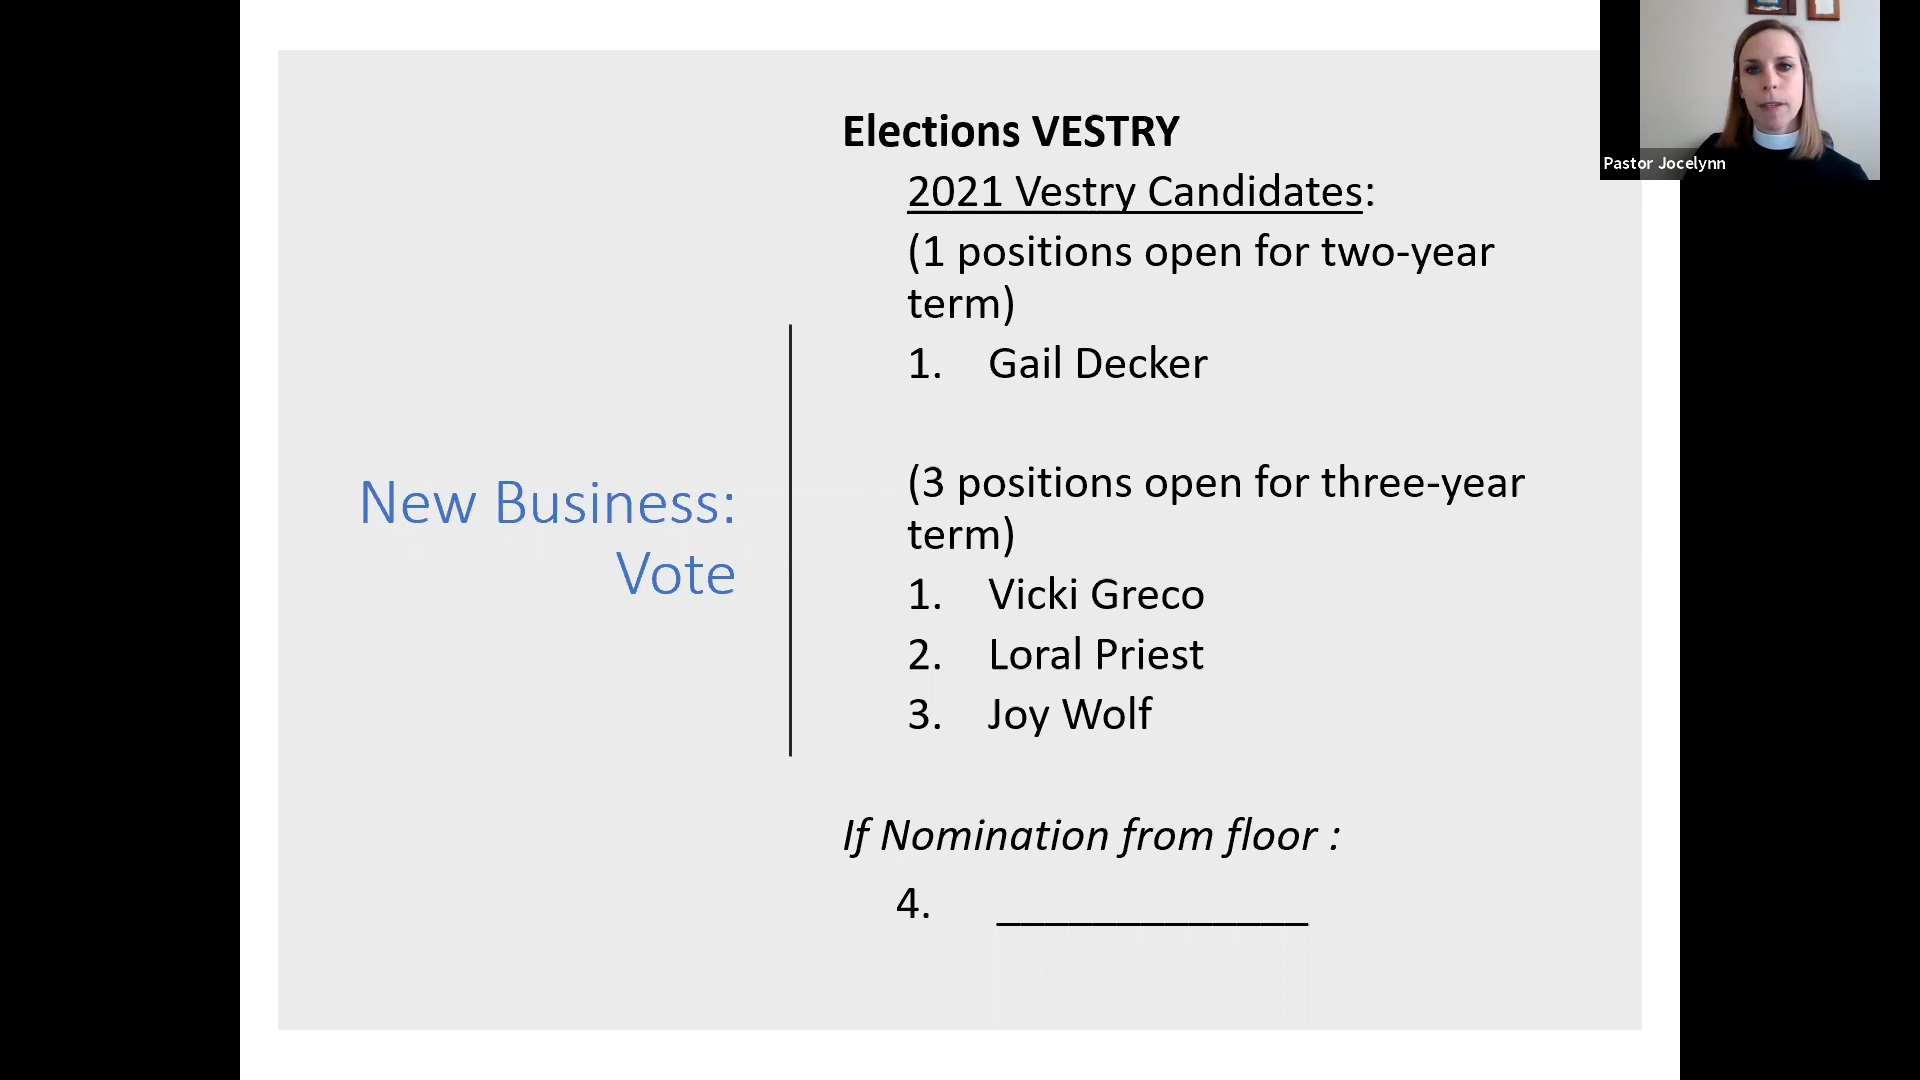 Elections VESTRY
2021 Vestry Candidates:
(1 positions open for two-year
term)
1. Gail Decker
(3 positions open for three-year
term)
1. Vicki Greco
2. Loral Priest
3. Joy Wolf
If Nomination from floor :
4. _____________
New Business:
Vote
Pastor Jocelynn